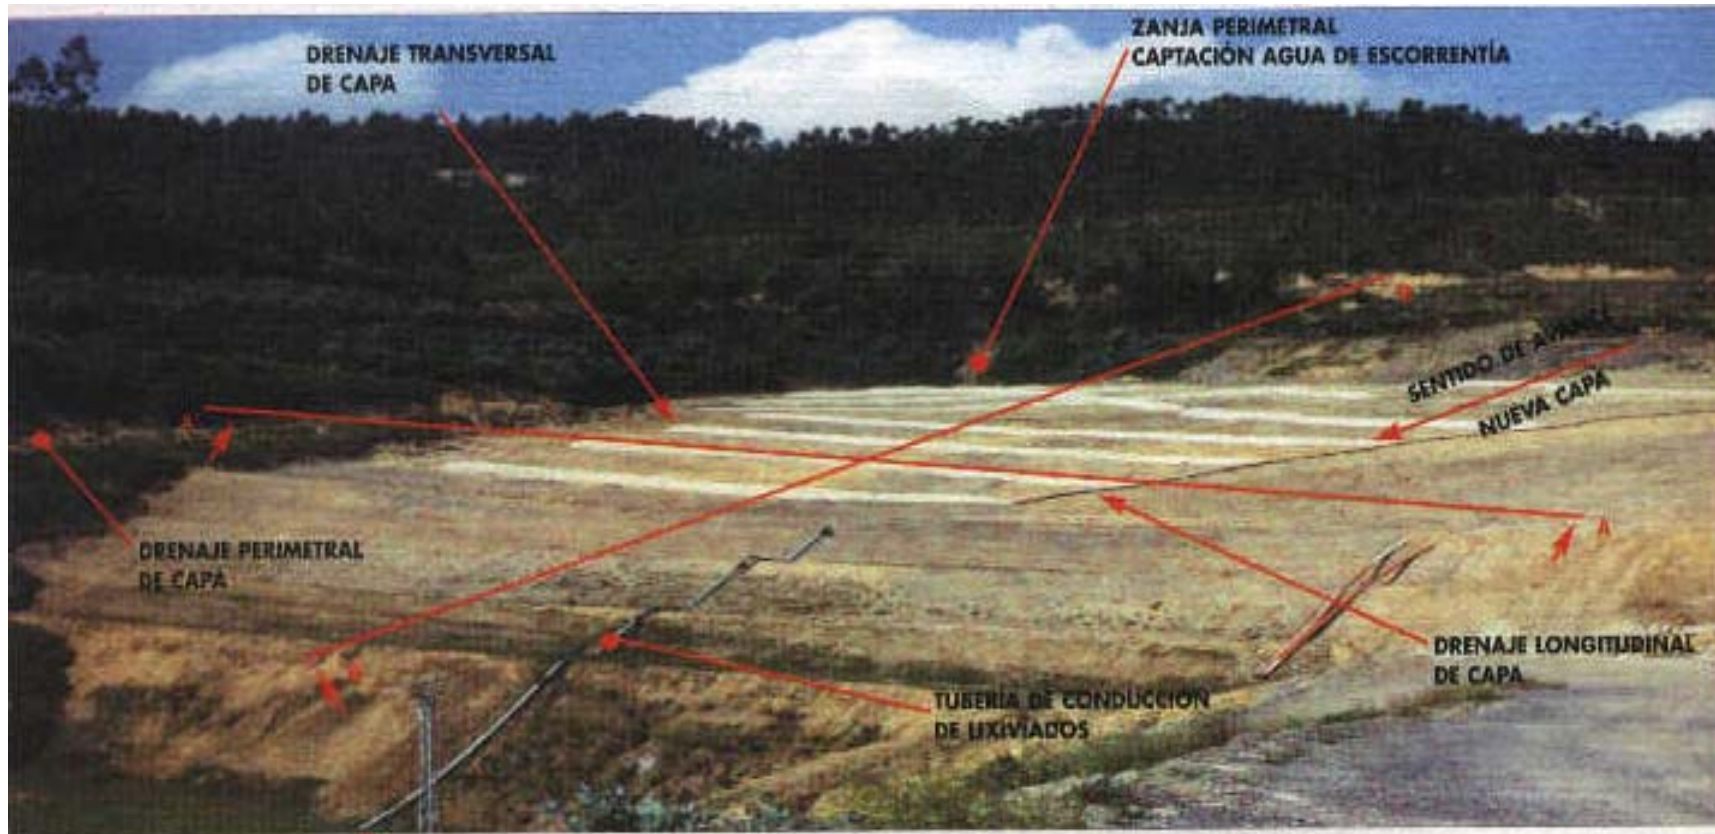 DRENAJE TRANSVERSAL
DE CAPA
ZANJA PERIMETRAL
CAPTACIÓN AGUA DE ESCORRENTÍA
SENTIDO DE AVANCE
NUEVA CAPA
A
DRENAJE PERIMETRAL
DE CAPA
DRENAJE LONGITUDINAL
DE CAPA
TUBERÍA DE CONDUCCIÓN
DE LIXIVIADOS